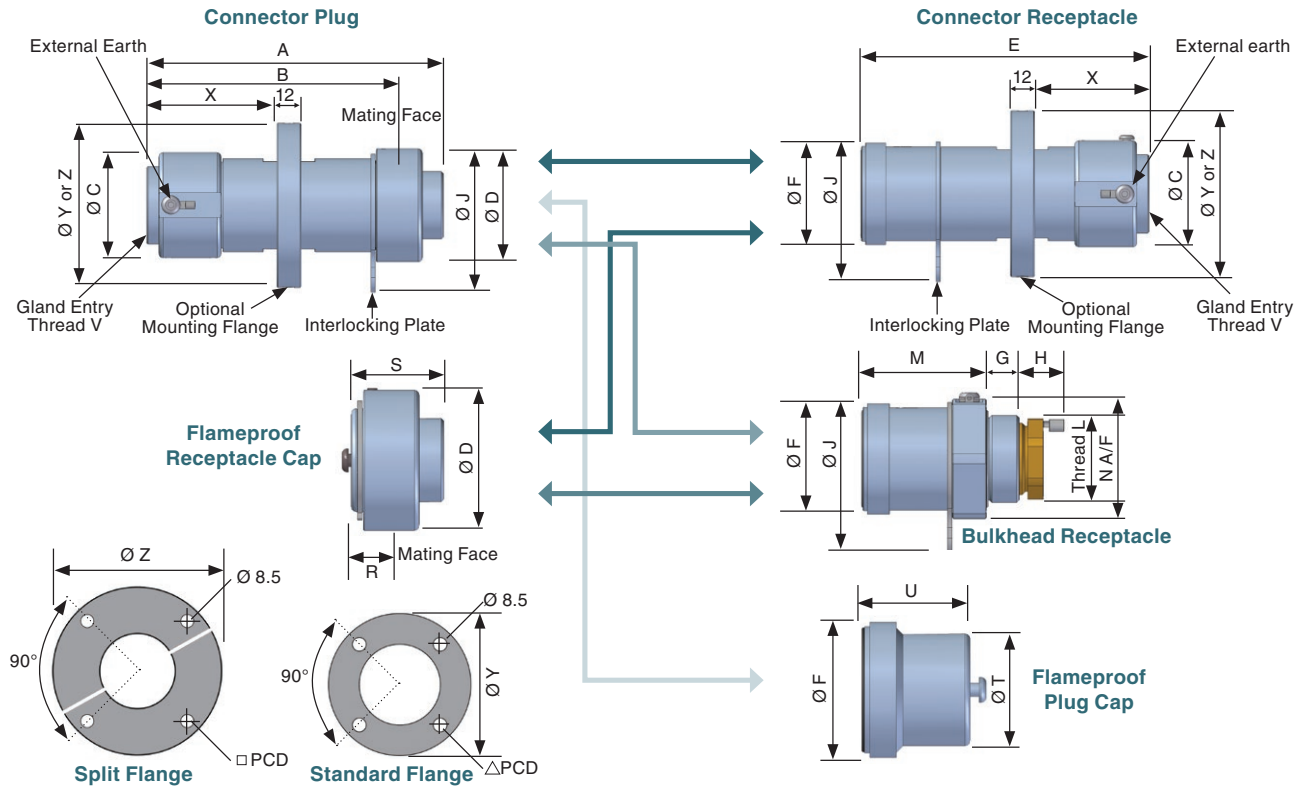 Connector Plug
External Earth
A
B
X
12
Mating Face
Ø Y or Z
Ø C
Ø J
Ø D
Gland Entry
Thread V
Optional
Mounting Flange
Interlocking Plate
Connector Receptacle
E
External earth
12
X
Ø F
Ø J
Ø C
Ø Y or Z
Interlocking Plate
Optional
Mounting Flange
Gland Entry
Thread V
S
Flameproof
Receptacle Cap
Ø D
R
Mating Face
M
G
H
Ø F
Ø J
Thread L
N A/F
Bulkhead Receptacle
Ø Z
Ø 8.5
90°
□ PCD
Split Flange
Ø 8.5
90°
Ø Y
△PCD
Standard Flange
U
Ø F
Ø T
Flameproof
Plug Cap